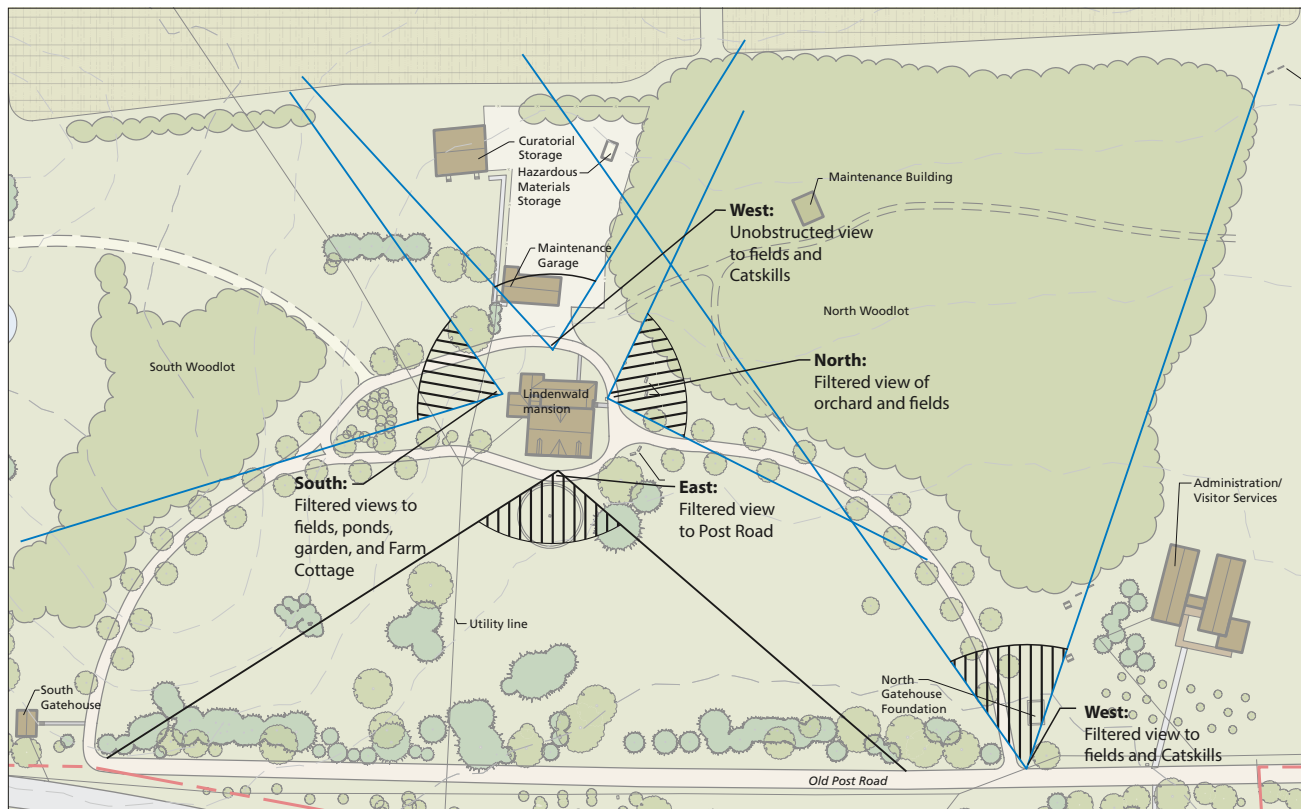 Curatorial
Storage
Hazardous
Materials
Storage
Maintenance Building
West:
Unobstructed view
to fields and
Catskills
Maintenance
Garage
North Woodlot
South Woodlot
North:
Filtered view of
orchard and fields
Lindenwald
mansion
South:
Filtered views to
fields, ponds,
garden, and Farm
Cottage
East:
Filtered view
to Post Road
Administration/
Visitor Services
Utility line
South
Gatehouse
North
Gatehouse
Foundation
West:
Filtered view to
fields and Catskills
Old Post Road